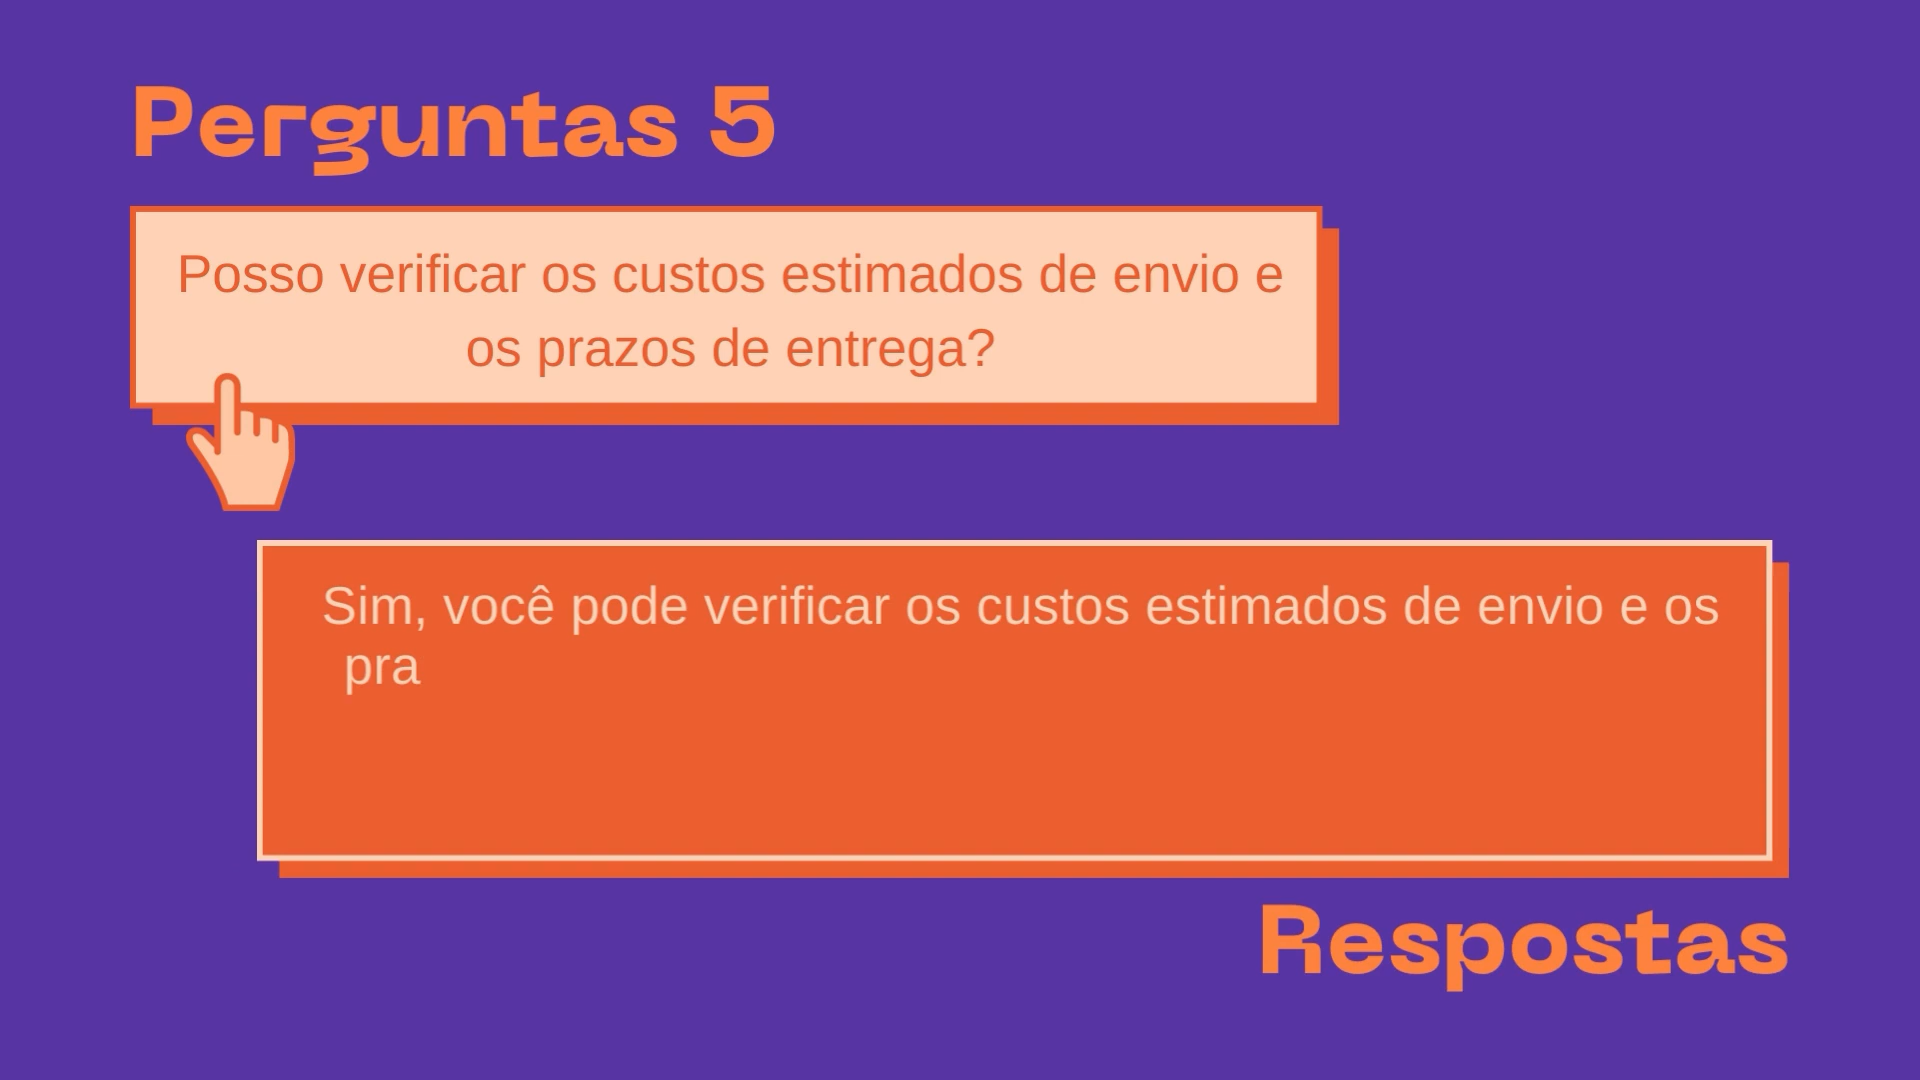 Perguntas 5
Posso verificar os custos estimados de envio e
os prazos de entrega?
Sim, você pode verificar os custos estimados de envio e os
pra
Respostas